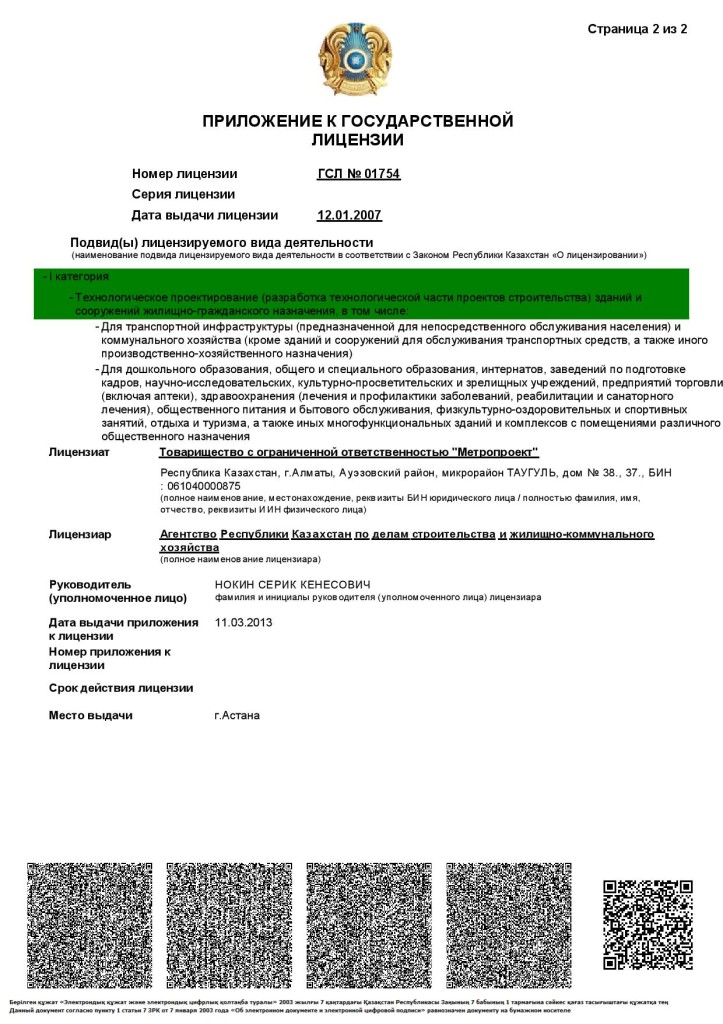 Страница 2 из 2
ПРИЛОЖЕНИЕ К ГОСУДАРСТВЕННОЙ
ЛИЦЕНЗИИ
Номер лицензии ГСЛ № 01754
Серия лицензии
Дата выдачи лицензии 12.01.2007
Подвид(ы) лицензируемого вида деятельности
(наименование подвида лицензируемого вида деятельности в соответствии с Законом Республики Казахстан «О лицензировании»)
- I категория
- Технологическое проектирование (разработка технологической части проектов строительства) зданий и
сооружений жилищно-гражданского назначения, в том числе:
- Для транспортной инфраструктуры (предназначенной для непосредственного обслуживания населения) и
коммунального хозяйства (кроме зданий и сооружений для обслуживания транспортных средств, а также иного
производственно-хозяйственного назначения)
- Для дошкольного образования, общего и специального образования, интернатов, заведений по подготовке
кадров, научно-исследовательских, культурно-просветительских и зрелищных учреждений, предприятий торговли
(включая аптеки), здравоохранения (лечения и профилактики заболеваний, реабилитации и санаторного
лечения), общественного питания и бытового обслуживания, физкультурно-оздоровительных и спортивных
занятий, отдыха и туризма, а также иных многофункциональных зданий и комплексов с помещениями различного
общественного назначения
Лицензиат Товарищество с ограниченной ответственностью "Метропроект"
Республика Казахстан, г.Алматы, Ауэзовский район, микрорайон ТАУГУЛЬ, дом № 38., 37., БИН
: 061040000875
(полное наименование, местонахождение, реквизиты БИН юридического лица / полностью фамилия, имя,
отчество, реквизиты ИИН физического лица)
Лицензиар Агентство Республики Казахстан по делам строительства и жилищно-коммунального
хозяйства
(полное наименование лицензиара)
Руководитель НОКИН СЕРИК КЕНЕСОВИЧ
(уполномоченное лицо) фамилия и инициалы руководителя (уполномоченного лица) лицензиара
Дата выдачи приложения 11.03.2013
к лицензии
Номер приложения к
лицензии
Срок действия лицензии
Место выдачи г.Астана
Берілген құжат «Электрондық құжат және электрондық цифрлық қолтаңба туралы» 2003 жылғы 7 қаңтардағы Қазақстан Республикасы Заңының 7 бабының 1 тармағына сәйкес қағаз тасығыштағы құжатқа тең
Данный документ согласно пункту 1 статьи 7 ЗРК от 7 января 2003 года «Об электронном документе и электронной цифровой подписи» равнозначен документу на бумажном носителе